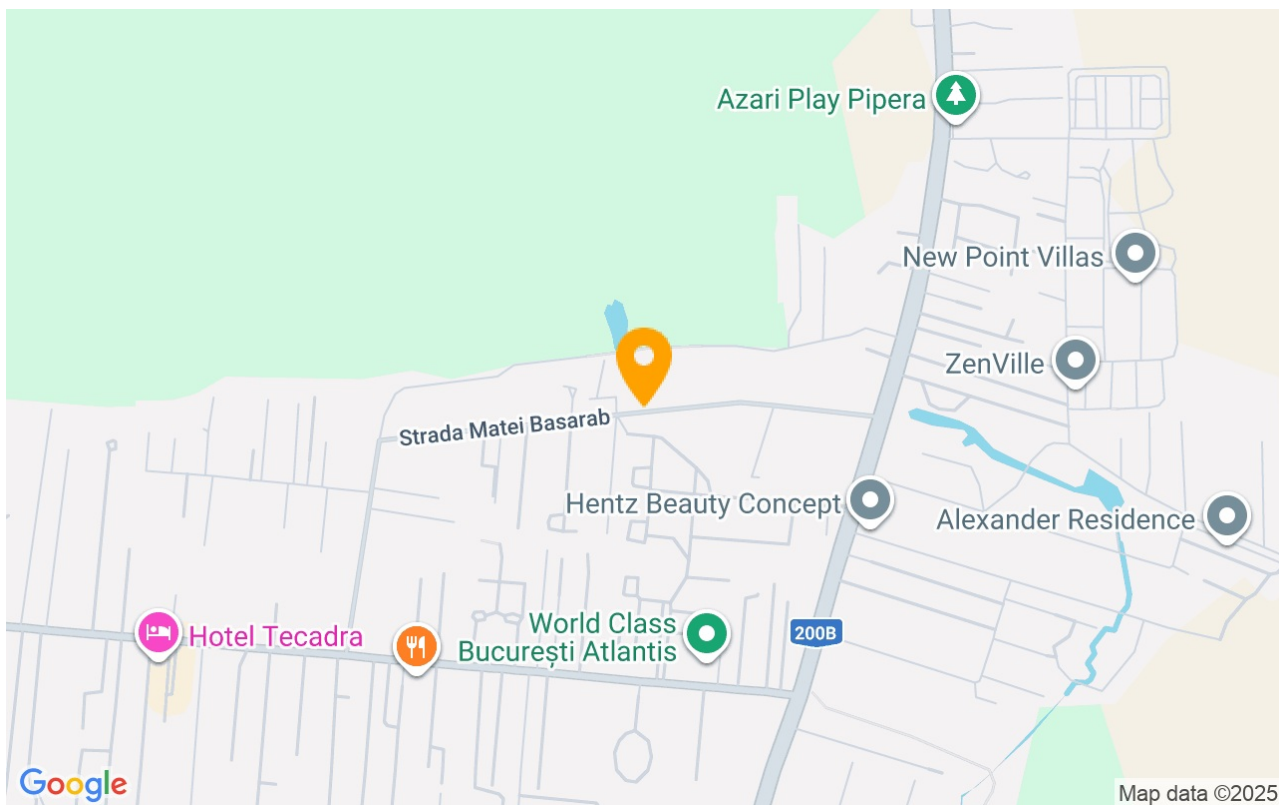 Azari Play Pipera
New Point Villas
ZenVille
Strada Matei Basarab
Hentz Beauty Concept
Alexander Residence
World Class
București Atlantis
200B
Hotel Tecadra
Google
Map data ©2025